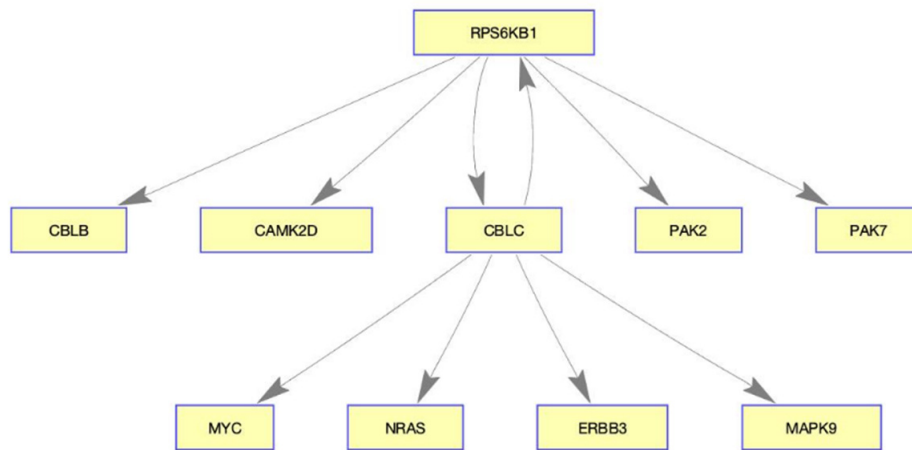 RPS6KB1
CBLB
CAMK2D
CBLC
PAK2
PAK7
MYC
NRAS
ERBB3
MAPK9